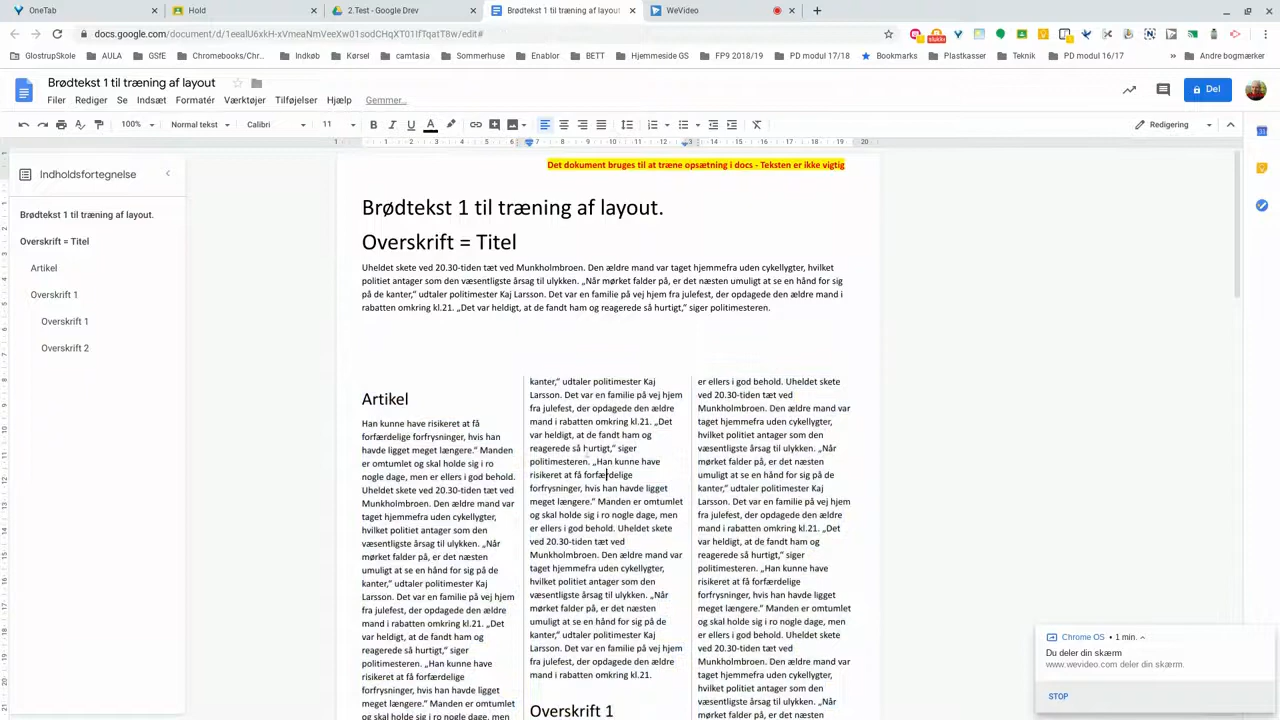 OneTab
Hold
2.Test - Google Drev
Brødtekst 1 til træning af layout
WeVideo
docs.google.com/document/d/1eealU6xkH-xVmeaNmVeeXw01sodCHqXT01IfTqatT8w/edit#
GlostrupSkole
AULA
GSfE
Chromebooks/Chr...
Indkøb
Kørsel
camtasia
Sommerhuse
Enablor
BETT
Hjemmeside GS
FP9 2018/19
PD modul 17/18
Bookmarks
Plastkasser
Teknik
PD modul 16/17
»
Andre bogmærker
Brødtekst 1 til træning af layout
Filer Rediger Se Indsæt Formatér Værktøjer Tilføjelser Hjælp Gemmer...
Del
100% Normal tekst Calibri 11
Redigering
Indholdsfortegnelse
Brødtekst 1 til træning af layout.
Overskrift = Titel
Artikel
Overskrift 1
Overskrift 1
Overskrift 2
Det dokument bruges til at træne opsætning i docs - Teksten er ikke vigtig
Brødtekst 1 til træning af layout.
Overskrift = Titel
Uheldet skete ved 20.30-tiden tæt ved Munkholmbroen. Den ældre mand var taget hjemmefra uden cykellygter, hvilket
politiet antager som den væsentligste årsag til ulykken. „Når mørket falder på, er det næsten umuligt at se en hånd for sig
på de kanter,“ udtaler politimester Kaj Larsson. Det var en familie på vej hjem fra julefest, der opdagede den ældre mand i
rabatten omkring kl.21. „Det var heldigt, at de fandt ham og reagerede så hurtigt,“ siger politimesteren.
Artikel
Han kunne have risikeret at få
forfærdelige forfrysninger, hvis han
havde ligget meget længere.“ Manden
er omtumlet og skal holde sig i ro
nogle dage, men er ellers i god behold.
Uheldet skete ved 20.30-tiden tæt
ved Munkholmbroen. Den ældre mand var
taget hjemmefra uden cykellygter,
hvilket politiet antager som den
væsentligste årsag til ulykken. „Når
mørket falder på, er det næsten
umuligt at se en hånd for sig på de
kanter,“ udtaler politimester Kaj
Larsson. Det var en familie på vej hjem
fra julefest, der opdagede den ældre
mand i rabatten omkring kl.21. „Det
var heldigt, at de fandt ham og
reagerede så hurtigt,“ siger
politimesteren. „Han kunne have
risikeret at få forfærdelige
forfrysninger, hvis han havde ligget
meget længere.“ Manden er omtumlet
og skal holde sig i ro nogle dage, men
kanter,“ udtaler politimester Kaj
Larsson. Det var en familie på vej hjem
fra julefest, der opdagede den ældre
mand i rabatten omkring kl.21. „Det
var heldigt, at de fandt ham og
reagerede så hurtigt,“ siger
politimesteren. „Han kunne have
risikeret at få forfærdelige
forfrysninger, hvis han havde ligget
meget længere.“ Manden er omtumlet
og skal holde sig i ro nogle dage, men
er ellers i god behold. Uheldet skete
ved 20.30-tiden tæt ved
Munkholmbroen. Den ældre mand var
taget hjemmefra uden cykellygter,
hvilket politiet antager som den
væsentligste årsag til ulykken. „Når
mørket falder på, er det næsten
umuligt at se en hånd for sig på de
kanter,“ udtaler politimester Kaj
Larsson. Det var en familie på vej hjem
fra julefest, der opdagede den ældre
mand i rabatten omkring kl.21.
Overskrift 1
er ellers i god behold. Uheldet skete
ved 20.30-tiden tæt ved
Munkholmbroen. Den ældre mand var
taget hjemmefra uden cykellygter,
hvilket politiet antager som den
væsentligste årsag til ulykken. „Når
mørket falder på, er det næsten
umuligt at se en hånd for sig på de
kanter,“ udtaler politimester Kaj
Larsson. Det var en familie på vej hjem
fra julefest, der opdagede den ældre
mand i rabatten omkring kl.21. „Det
var heldigt, at de fandt ham og
reagerede så hurtigt,“ siger
politimesteren. „Han kunne have
risikeret at få forfærdelige
forfrysninger, hvis han havde ligget
meget længere.“ Manden er omtumlet
og skal holde sig i ro nogle dage, men
er ellers i god behold. Uheldet skete
ved 20.30-tiden tæt ved
Munkholmbroen. Den ældre mand var
taget hjemmefra uden cykellygter,
hvilket politiet antager som den
væsentligste årsag til ulykken. „Når
Chrome OS • 1 min.
Du deler din skærm
www.wevideo.com deler din skærm.
STOP